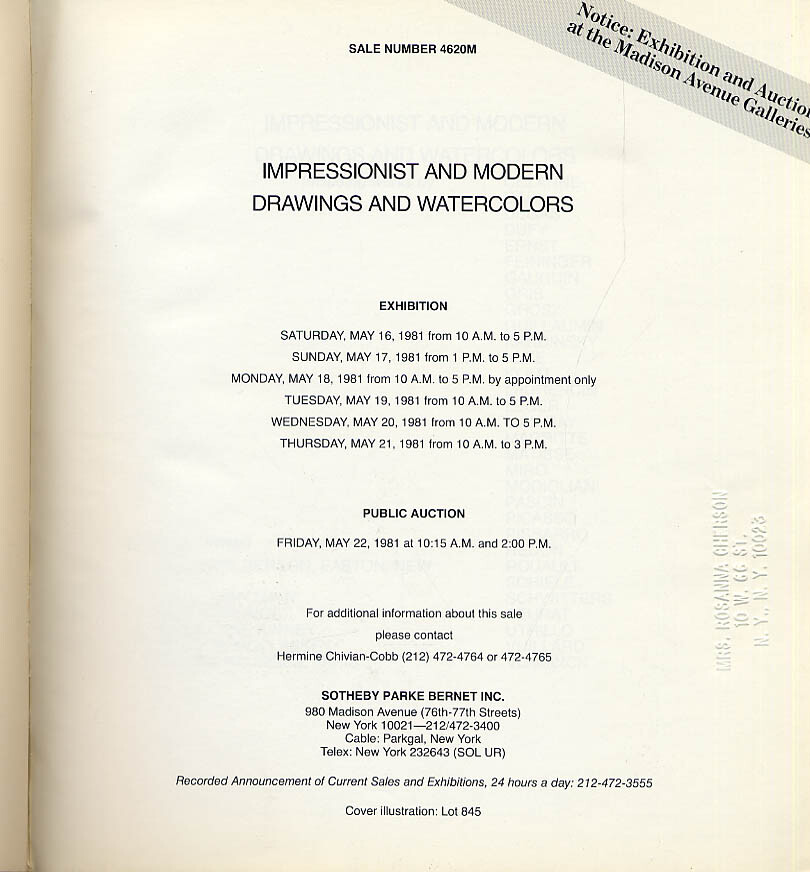 SALE NUMBER 4620M
Notice: Exhibition and Auction
at the Madison Avenue Galleries
IMPRESSIONIST AND MODERN
DRAWINGS AND WATERCOLORS
EXHIBITION
SATURDAY, MAY 16, 1981 from 10 A.M. to 5 P.M.
SUNDAY, MAY 17, 1981 from 1 P.M. to 5 P.M.
MONDAY, MAY 18, 1981 from 10 A.M. to 5 P.M. by appointment only
TUESDAY, MAY 19, 1981 from 10 A.M. to 5 P.M.
WEDNESDAY, MAY 20, 1981 from 10 A.M. TO 5 P.M.
THURSDAY, MAY 21, 1981 from 10 A.M. to 3 P.M.
PUBLIC AUCTION
FRIDAY, MAY 22, 1981 at 10:15 A.M. and 2:00 P.M.
For additional information about this sale
please contact
Hermine Chivian-Cobb (212) 472-4764 or 472-4765
SOTHEBY PARKE BERNET INC.
980 Madison Avenue (76th-77th Streets)
New York 10021—212/472-3400
Cable: Parkgal, New York
Telex: New York 232643 (SOL UR)
Recorded Announcement of Current Sales and Exhibitions, 24 hours a day: 212-472-3555
Cover illustration: Lot 845
MRS. ROSANNA GHERSON
10 W. 66 ST.
N. Y., N. Y. 10023